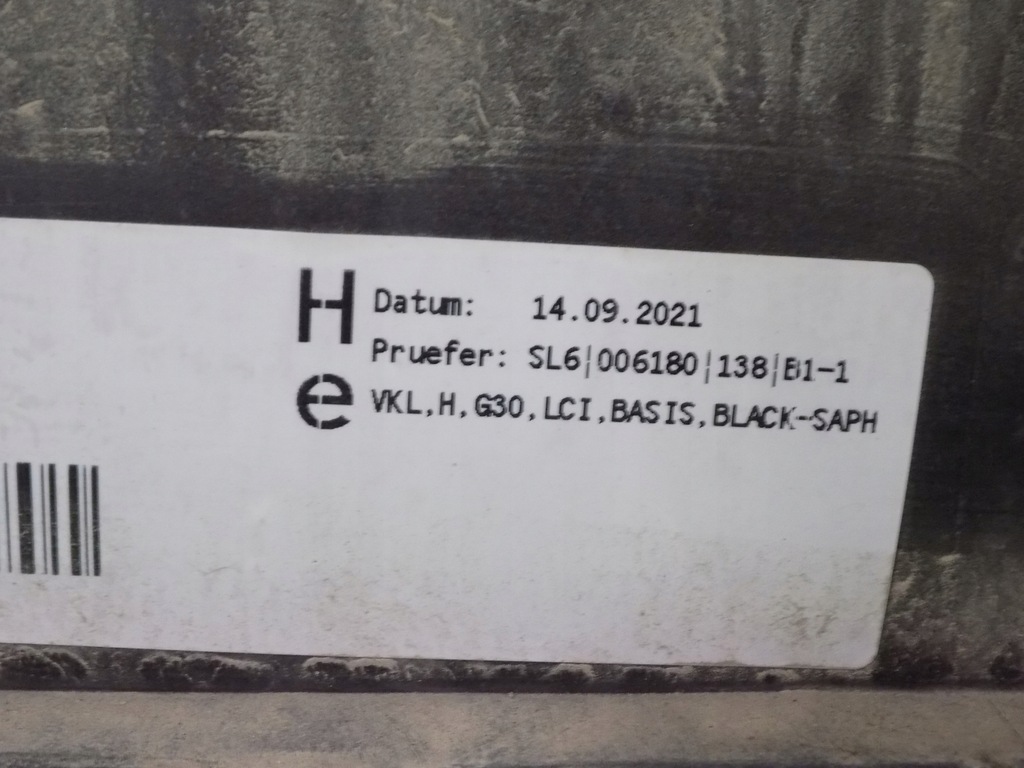 H Datum: 14.09.2021
Pruefer: SL6|006180|138|B1-1
e VKL,H,G30,LCI,BASIS,BLACK-SAPH